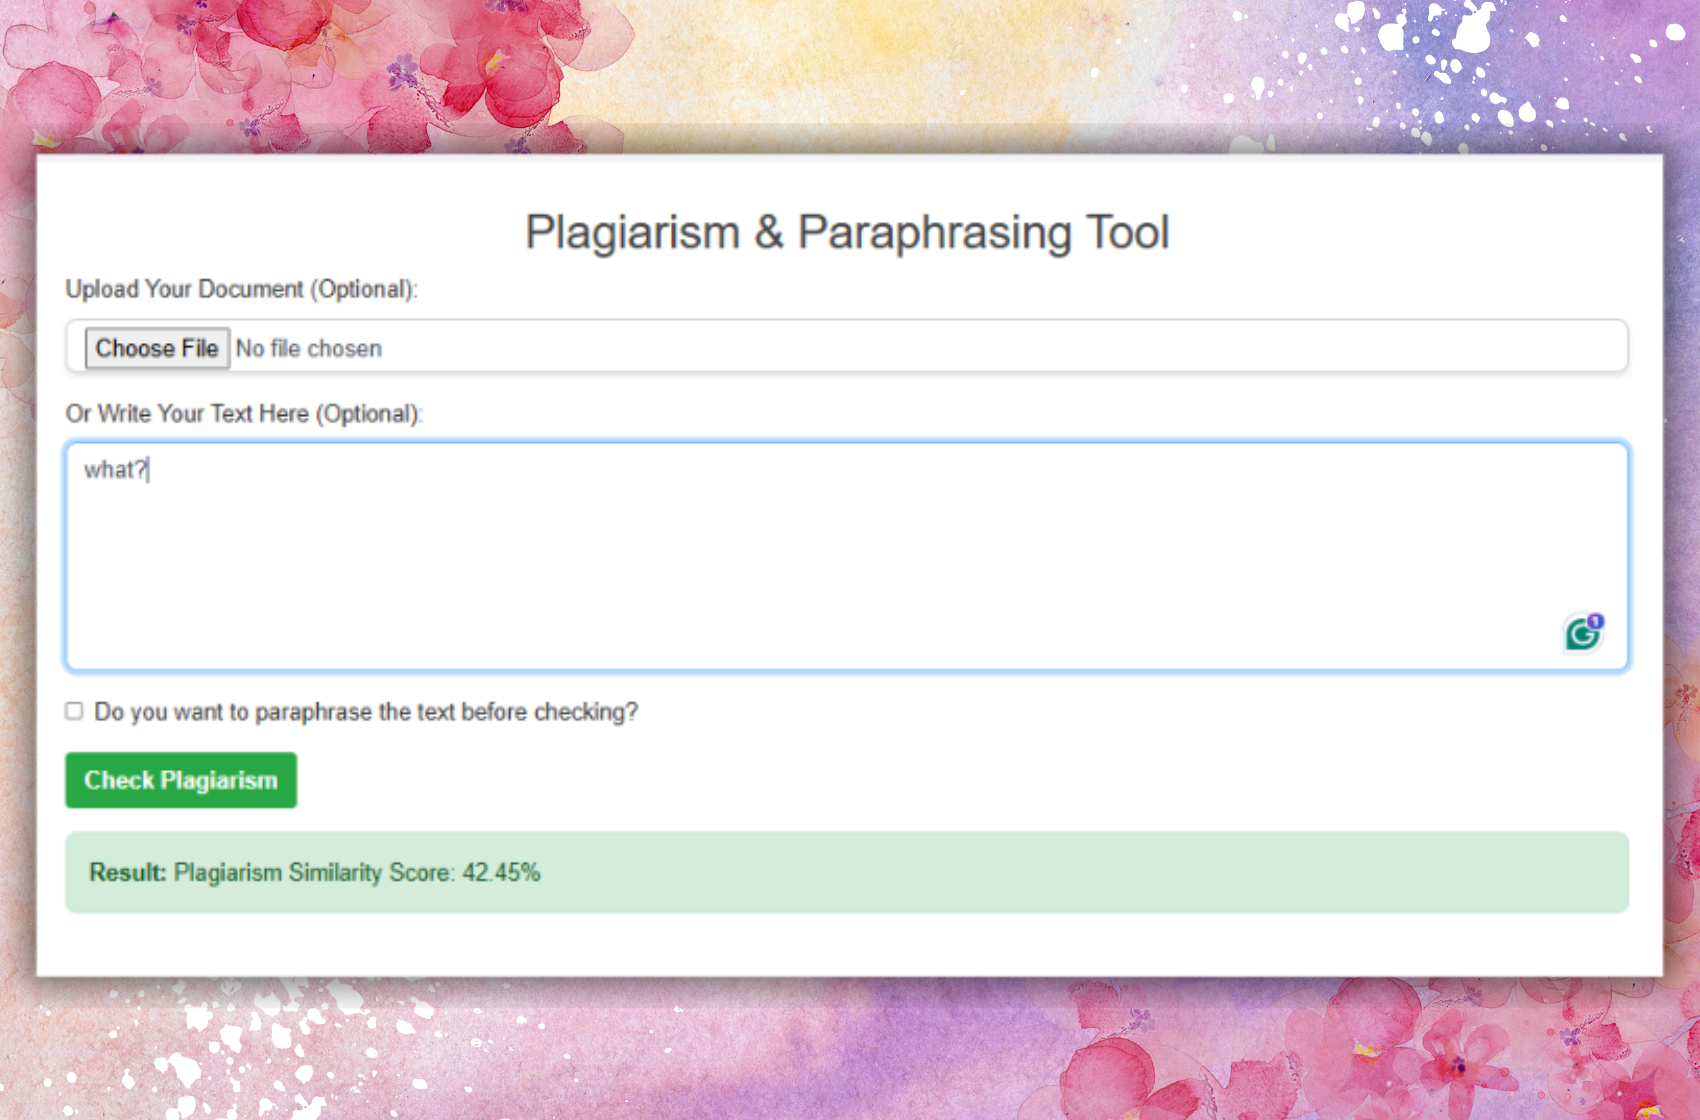 Plagiarism & Paraphrasing Tool
Upload Your Document (Optional):
Choose File No file chosen
Or Write Your Text Here (Optional):
what?
1
Do you want to paraphrase the text before checking?
Check Plagiarism
Result: Plagiarism Similarity Score: 42.45%